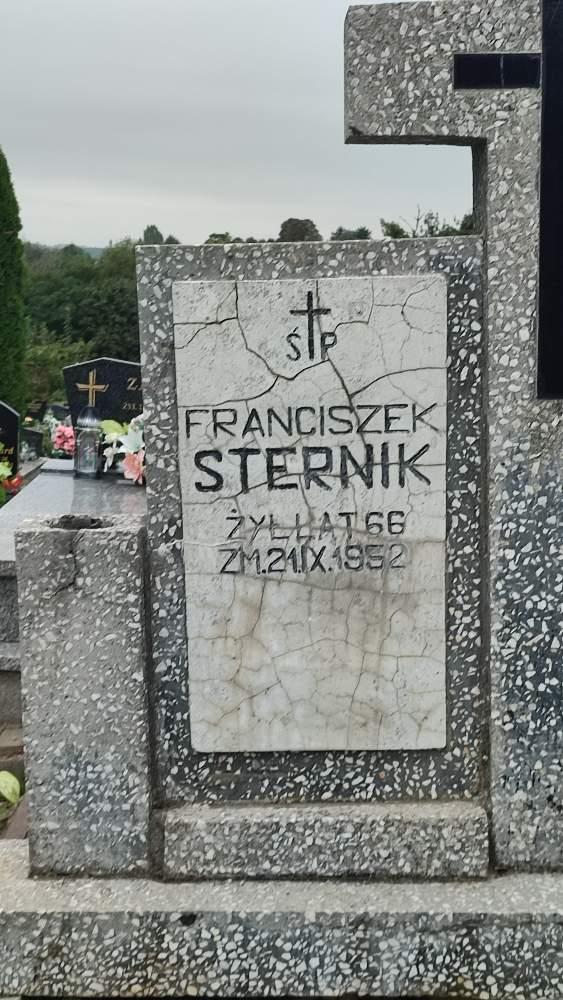 ŚP
FRANCISZEK
STERNIK
ŻYŁ LAT 66
ZM. 21.IX.1952